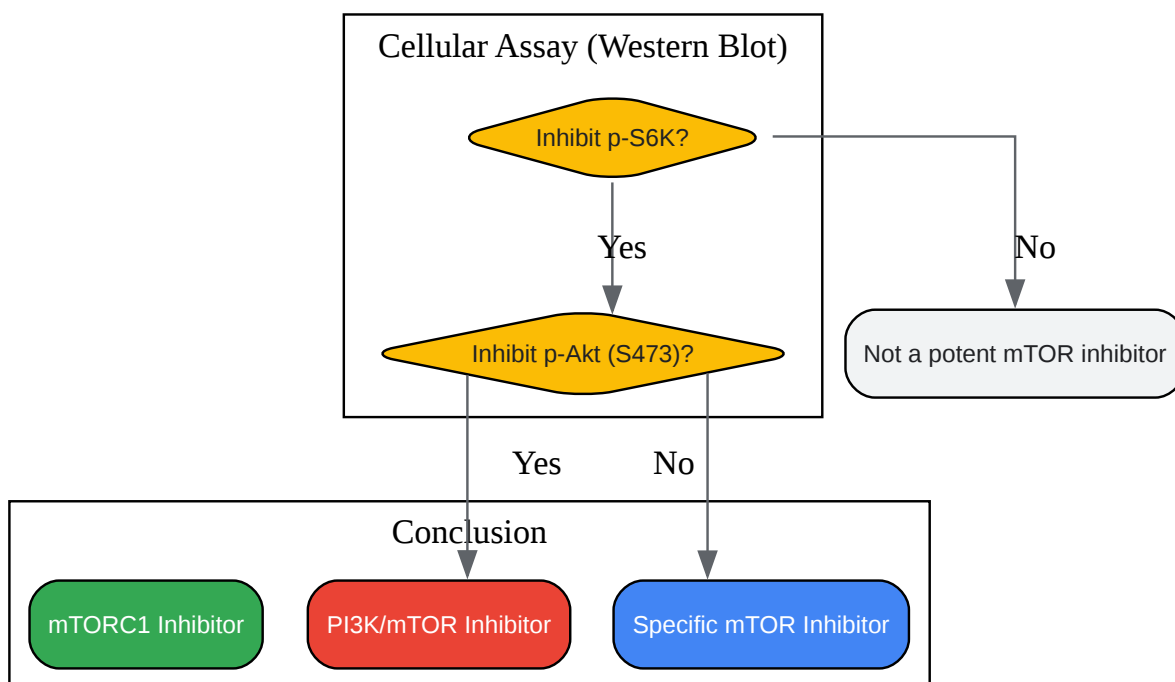 Cellular Assay (Western Blot)
Inhibit p-S6K?
Yes
No
Not a potent mTOR inhibitor
Inhibit p-Akt (S473)?
Yes
No
Conclusion
mTORC1 Inhibitor
PI3K/mTOR Inhibitor
Specific mTOR Inhibitor